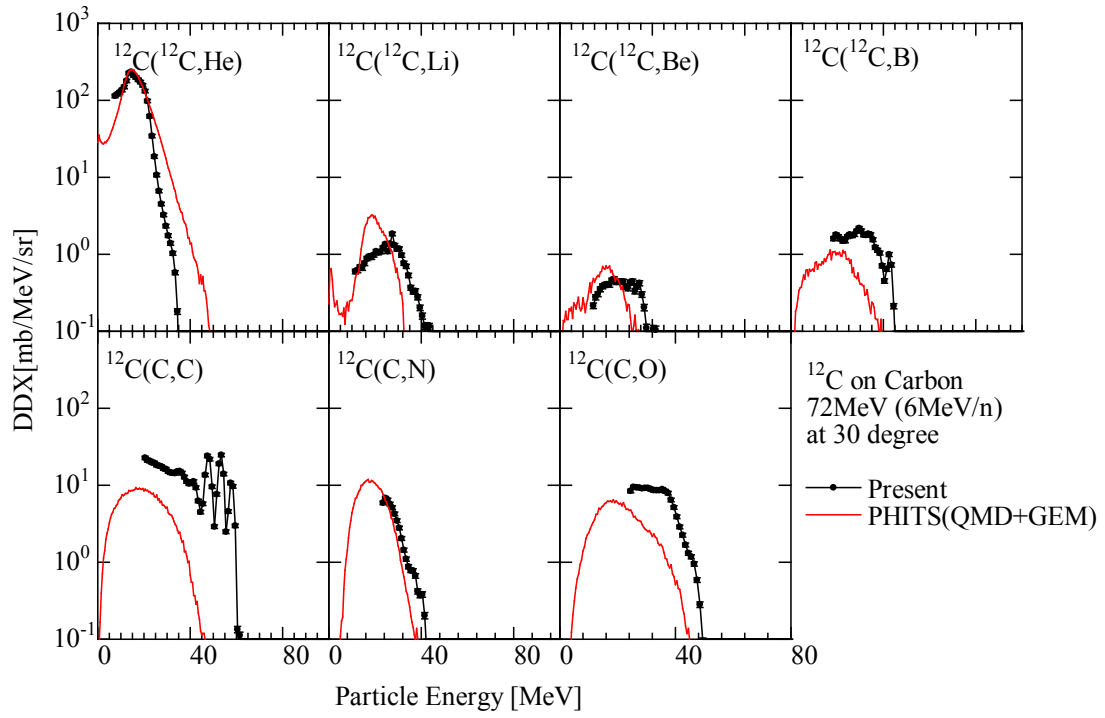 10³
10²
10¹
10⁰
10⁻¹
¹²C(¹²C,He)
¹²C(¹²C,Li)
¹²C(¹²C,Be)
¹²C(¹²C,B)
DDX[mb/MeV/sr]
10²
10¹
10⁰
10⁻¹
¹²C(C,C)
¹²C(C,N)
¹²C(C,O)
¹²C on Carbon
72MeV (6MeV/n)
at 30 degree
Present
PHITS(QMD+GEM)
0 40 80 40 80 40 80
Particle Energy [MeV]